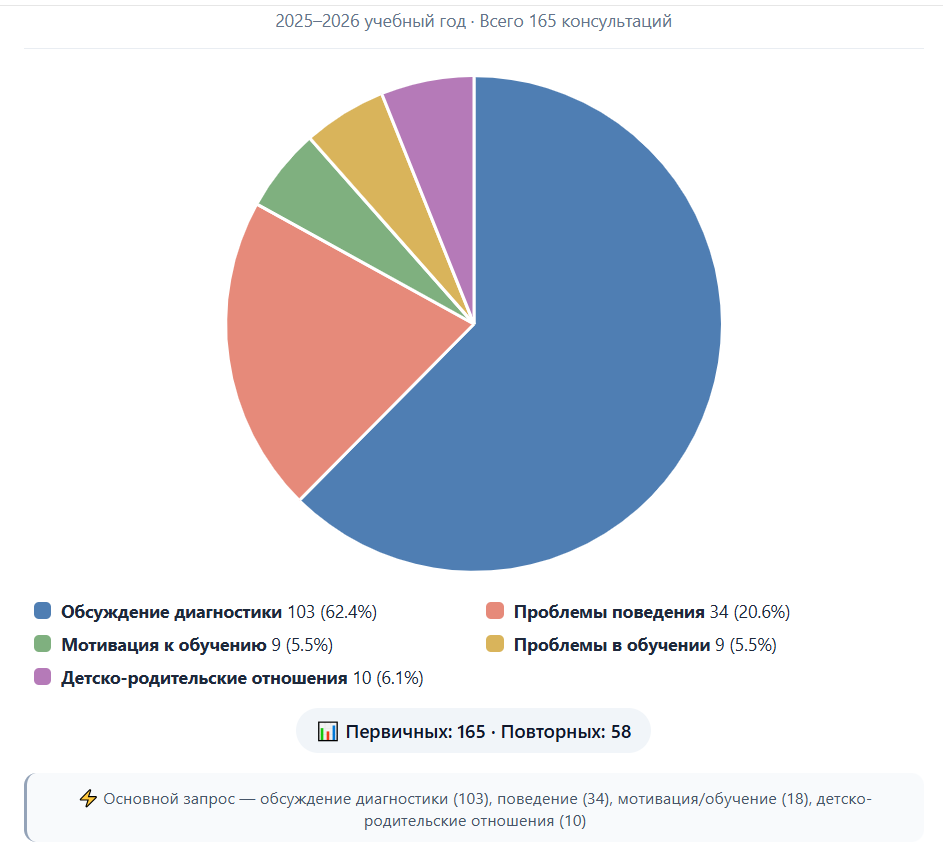 2025–2026 учебный год · Всего 165 консультаций
Обсуждение диагностики 103 (62.4%)
Проблемы поведения 34 (20.6%)
Мотивация к обучению 9 (5.5%)
Проблемы в обучении 9 (5.5%)
Детско-родительские отношения 10 (6.1%)
📊 Первичных: 165 · Повторных: 58
⚡ Основной запрос — обсуждение диагностики (103), поведение (34), мотивация/обучение (18), детско-
родительские отношения (10)